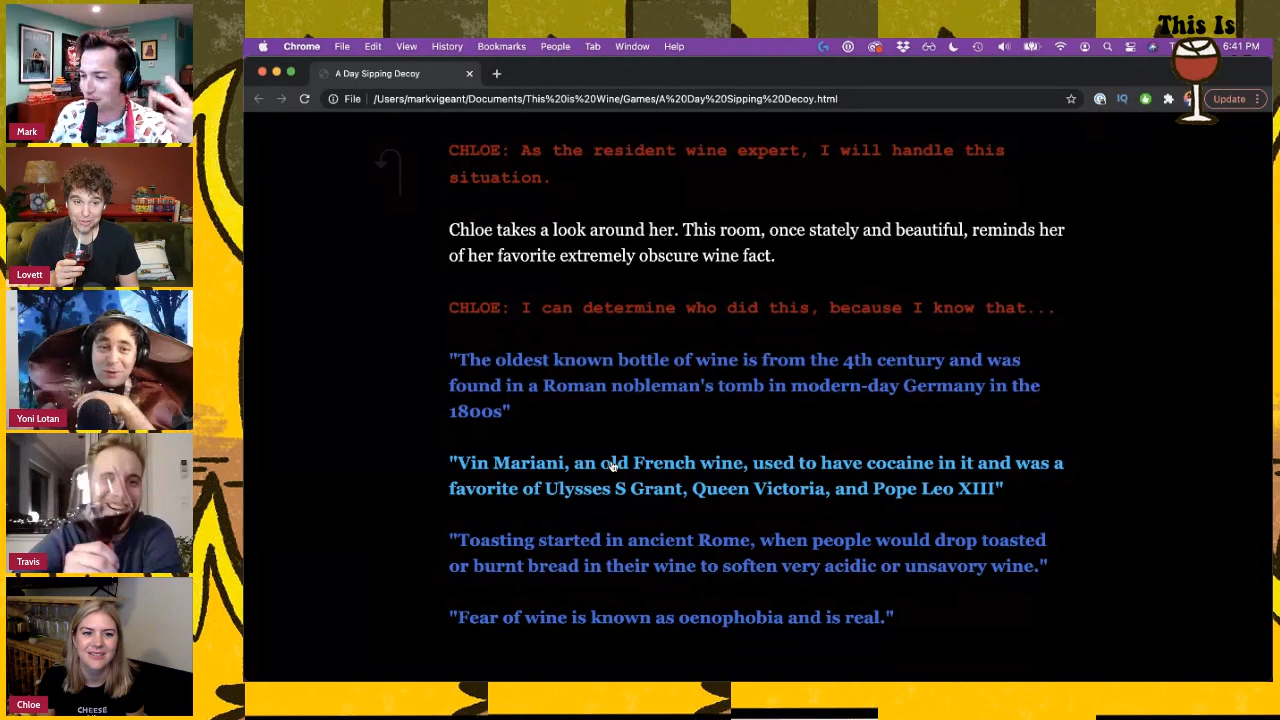 This Is
Chrome File Edit View History Bookmarks People Tab Window Help 6:41 PM
A Day Sipping Decoy
File /Users/markvigeant/Documents/This%20is%20Wine/Games/A%20Day%20Sipping%20Decoy.html
IQ
Update
CHLOE: As the resident wine expert, I will handle this
situation.
Chloe takes a look around her. This room, once stately and beautiful, reminds her
of her favorite extremely obscure wine fact.
CHLOE: I can determine who did this, because I know that...
"The oldest known bottle of wine is from the 4th century and was
found in a Roman nobleman's tomb in modern-day Germany in the
1800s"
"Vin Mariani, an old French wine, used to have cocaine in it and was a
favorite of Ulysses S Grant, Queen Victoria, and Pope Leo XIII"
"Toasting started in ancient Rome, when people would drop toasted
or burnt bread in their wine to soften very acidic or unsavory wine."
"Fear of wine is known as oenophobia and is real."
Mark
Lovett
Yoni Lotan
Travis
Chloe
CHEESE